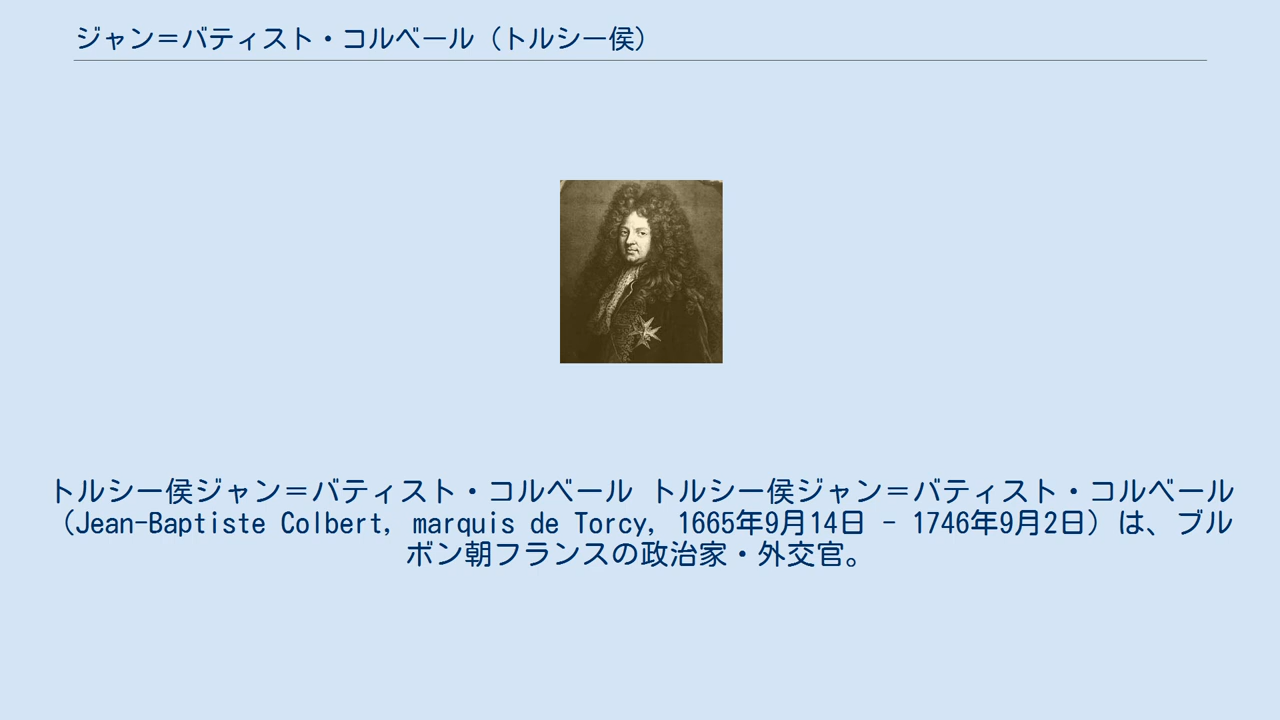 ジャン＝バティスト・コルベール（トルシー侯）
トルシー侯ジャン＝バティスト・コルベール トルシー侯ジャン＝バティスト・コルベール
（Jean-Baptiste Colbert, marquis de Torcy, 1665年9月14日 - 1746年9月2日）は、ブル
ボン朝フランスの政治家・外交官。